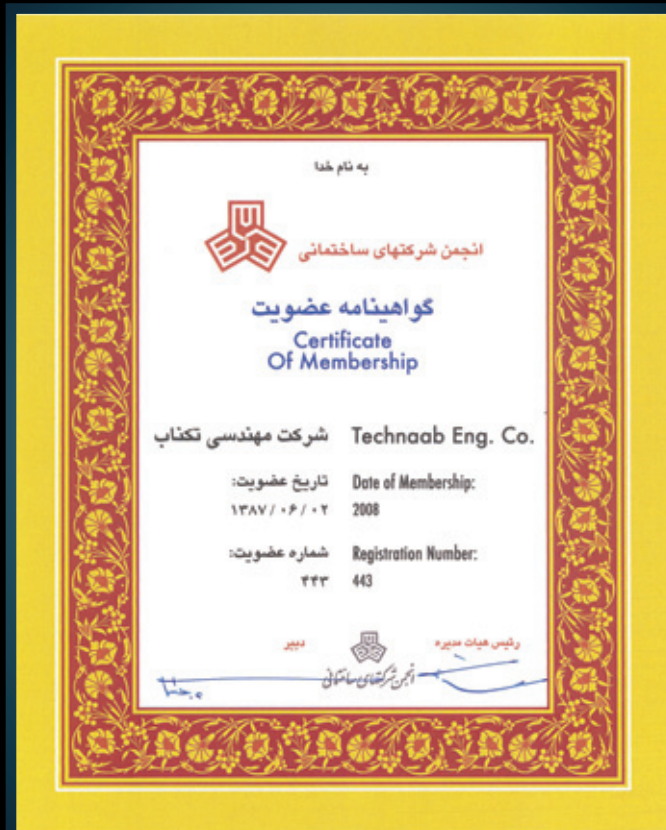 به نام خدا
انجمن شرکتهای ساختمانی
گواهینامه عضویت
Certificate
Of Membership
شرکت مهندسی تکناب Technaab Eng. Co.
تاریخ عضویت: Date of Membership:
۱۳۸۷/۰۶/۰۲ 2008
شماره عضویت: Registration Number:
۴۴۳ 443
رئیس هیات مدیره دبیر
انجمن شرکتهای ساختمانی